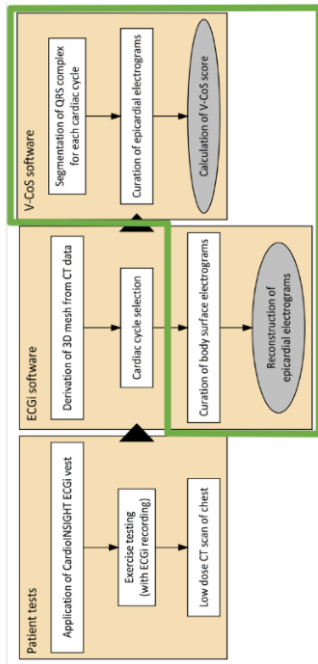 Patient tests
Application of CardioINSIGHT ECGi vest
Exercise testing
(with ECGi recording)
Low dose CT scan of chest
ECGi software
Derivation of 3D mesh from CT data
Cardiac cycle selection
Curation of body surface electrograms
Reconstruction of
epicardial electrograms
V-CoS software
Segmentation of QRS complex
for each cardiac cycle
Curation of epicardial electrograms
Calculation of V-CoS score